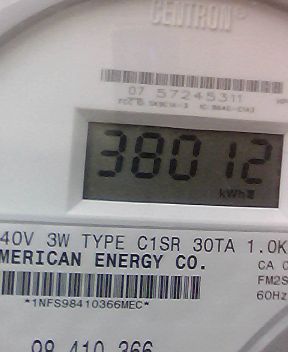 CENTRON®
07 57245311
38012
kWh
40V 3W TYPE C1SR 30TA 1.0K
MERICAN ENERGY CO.
CA 0
FM2S
60Hz
*1NFS98410366MEC*
98 410 366